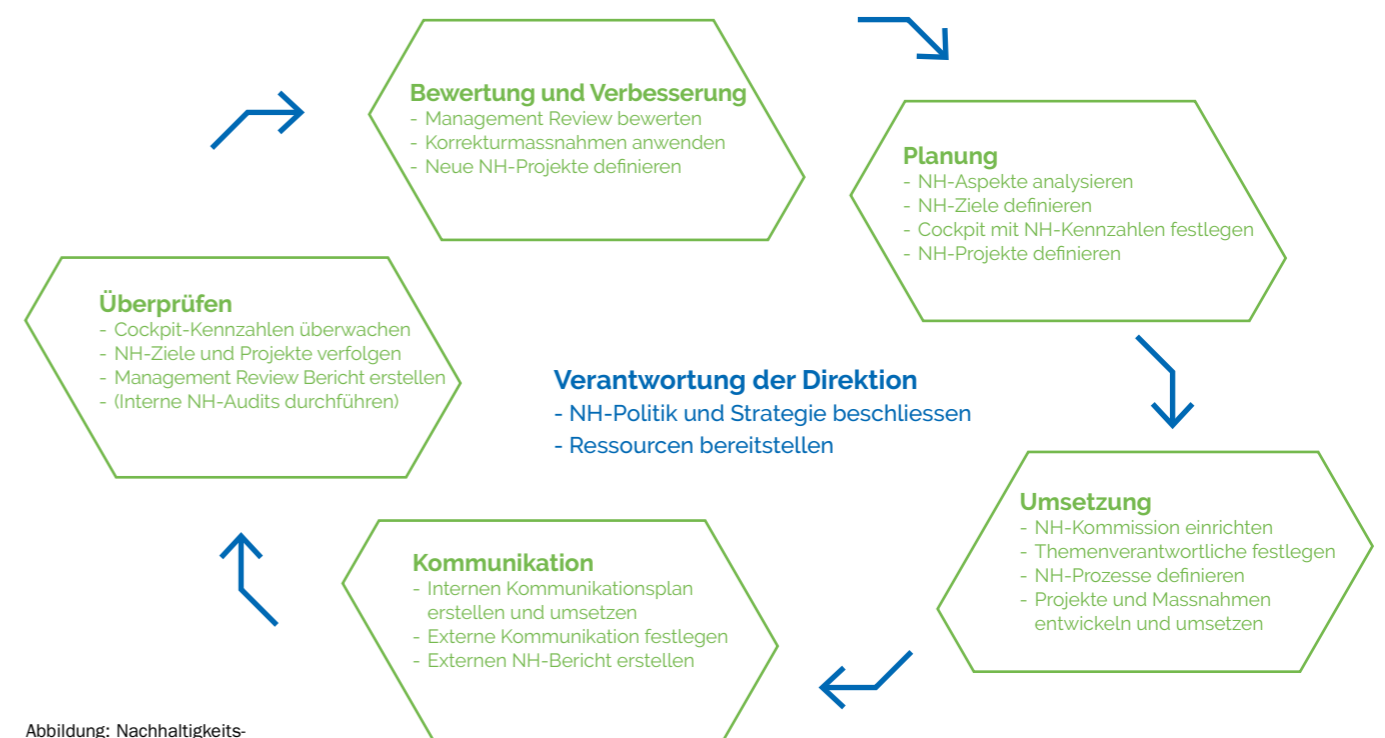 Bewertung und Verbesserung
- Management Review bewerten
- Korrekturmassnahmen anwenden
- Neue NH-Projekte definieren
Planung
- NH-Aspekte analysieren
- NH-Ziele definieren
- Cockpit mit NH-Kennzahlen festlegen
- NH-Projekte definieren
Überprüfen
- Cockpit-Kennzahlen überwachen
- NH-Ziele und Projekte verfolgen
- Management Review Bericht erstellen
- (Interne NH-Audits durchführen)
Verantwortung der Direktion
- NH-Politik und Strategie beschliessen
- Ressourcen bereitstellen
Umsetzung
- NH-Kommission einrichten
- Themenverantwortliche festlegen
- NH-Prozesse definieren
- Projekte und Massnahmen
entwickeln und umsetzen
Kommunikation
- Internen Kommunikationsplan
erstellen und umsetzen
- Externe Kommunikation festlegen
- Externen NH-Bericht erstellen
Abbildung: Nachhaltigkeits-